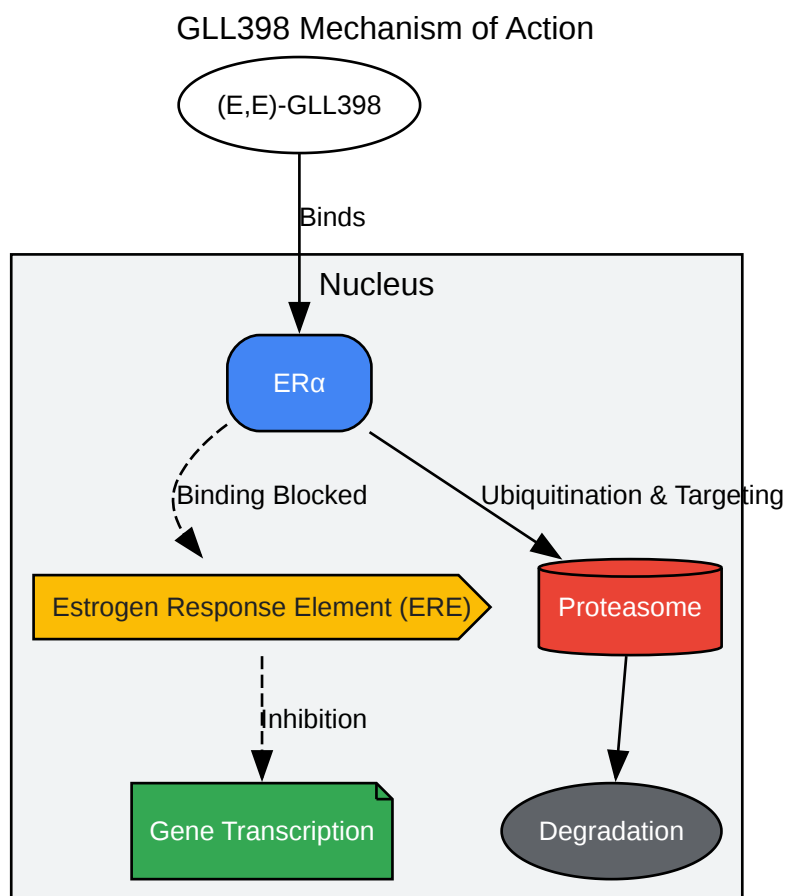 GLL398 Mechanism of Action
(E,E)-GLL398
Binds
Nucleus
ERα
Binding Blocked
Ubiquitination & Targeting
Estrogen Response Element (ERE)
Proteasome
Inhibition
Gene Transcription
Degradation